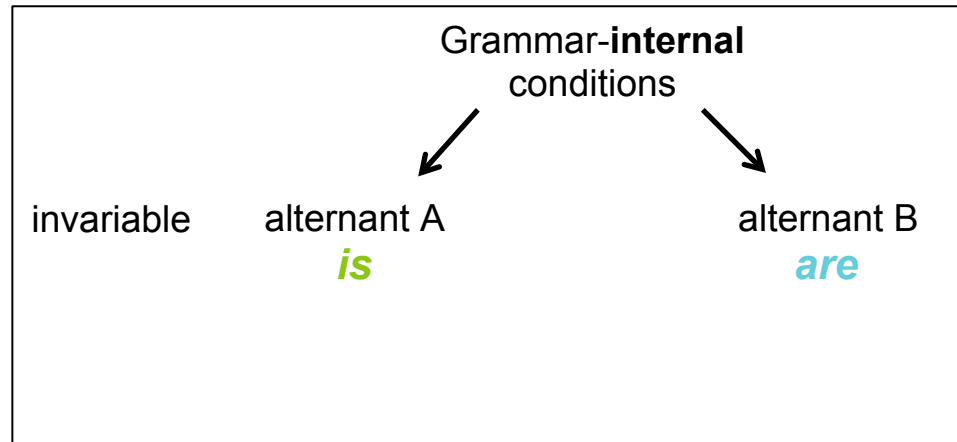 Grammar-internal
conditions
invariable alternant A alternant B
is are